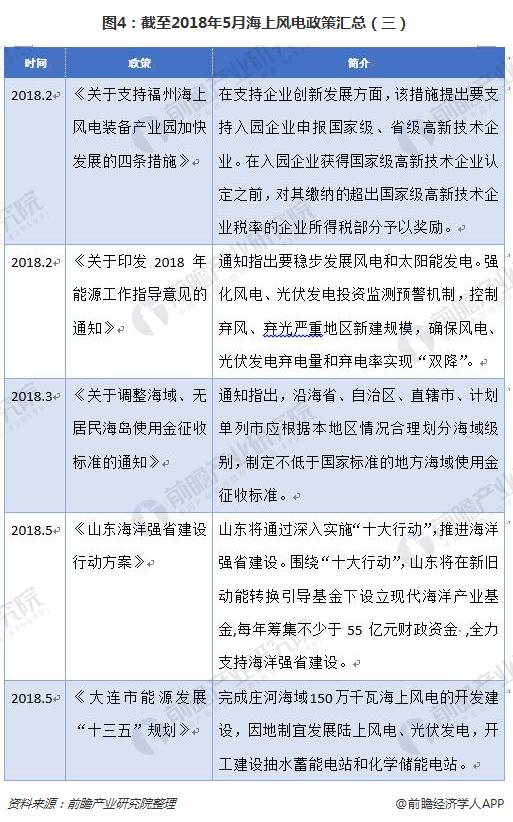 图4：截至2018年5月海上风电政策汇总（三）
时间 政策 简介
2018.2 《关于支持福州海上
风电装备产业园加快
发展的四条措施》
在支持企业创新发展方面，该措施提出要支
持入园企业申报国家级、省级高新技术企
业。在入园企业获得国家级高新技术企业认
定之前，对其缴纳的超出国家级高新技术企
业税率的企业所得税部分予以奖励。
2018.2 《关于印发 2018 年
能源工作指导意见的
通知》
通知指出要稳步发展风电和太阳能发电。强
化风电、光伏发电投资监测预警机制，控制
弃风、弃光严重地区新建规模，确保风电、
光伏发电弃电量和弃电率实现“双降”。
2018.3 《关于调整海域、无
居民海岛使用金征收
标准的通知》
通知指出，沿海省、自治区、直辖市、计划
单列市应根据本地区情况合理划分海域级
别，制定不低于国家标准的地方海域使用金
征收标准。
2018.5 《山东海洋强省建设
行动方案》
山东将通过深入实施“十大行动”，推进海洋
强省建设。围绕“十大行动”，山东将在新旧
动能转换引导基金下设立现代海洋产业基
金,每年筹集不少于 55 亿元财政资金 ,全力
支持海洋强省建设。
2018.5 《大连市能源发展
“十三五”规划》
完成庄河海域150万千瓦海上风电的开发建
设，因地制宜发展陆上风电、光伏发电，开
工建设抽水蓄能电站和化学储能电站。
资料来源：前瞻产业研究院整理
@前瞻经济学人APP
前瞻产业研究院